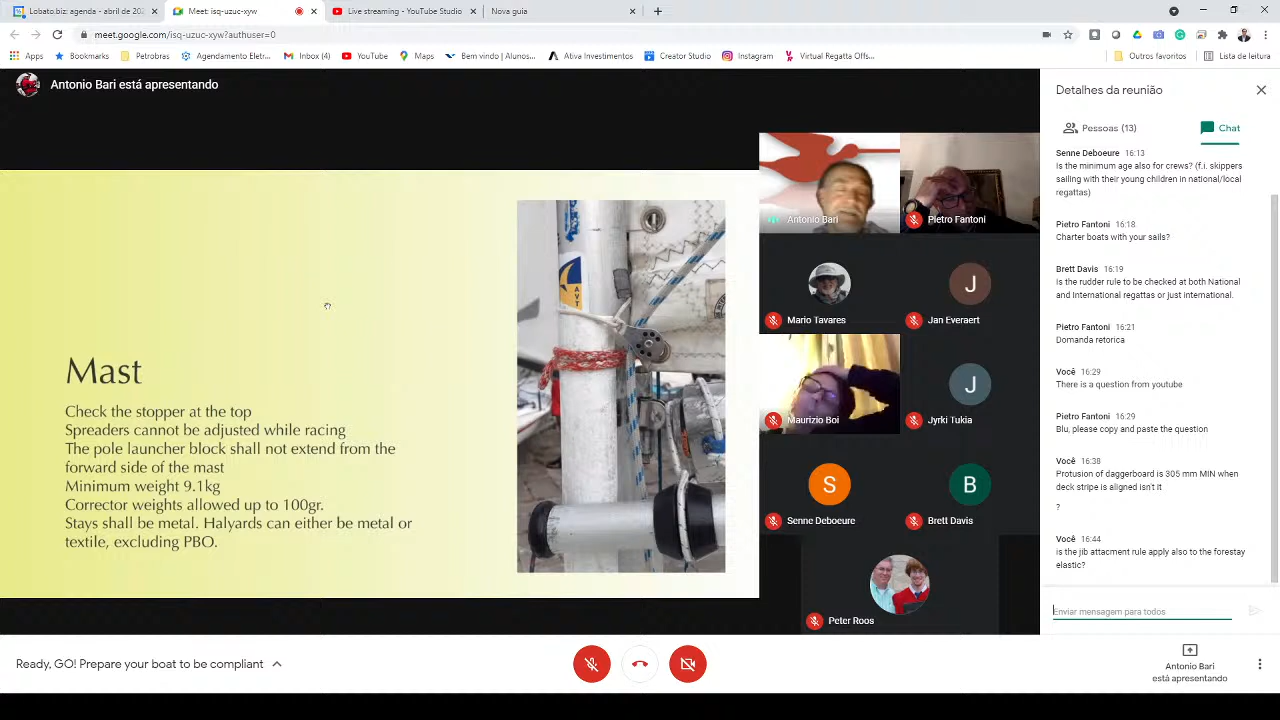 Lobato.biz: agenda - abril de 202
Meet: isq-uzuc-xyw
Live streaming - YouTube Studio
Nova guia
meet.google.com/isq-uzuc-xyw?authuser=0
Apps
Bookmarks
Petrobras
Agendamento Eletr...
Inbox (4)
YouTube
Maps
Bem vindo | Alunos...
Ativa Investimentos
Creator Studio
Instagram
Virtual Regatta Offs...
Outros favoritos
Lista de leitura
Antonio Bari está apresentando
Mast
Check the stopper at the top
Spreaders cannot be adjusted while racing
The pole launcher block shall not extend from the
forward side of the mast
Minimum weight 9.1kg
Corrector weights allowed up to 100gr.
Stays shall be metal. Halyards can either be metal or
textile, excluding PBO.
Antonio Bari
Pietro Fantoni
Mario Tavares
J
Jan Everaert
Maurizio Boi
J
Jyrki Tukia
S
Senne Deboeure
B
Brett Davis
Peter Roos
Detalhes da reunião
Pessoas (13)
Chat
Senne Deboeure 16:13
Is the minimum age also for crews? (f.i. skippers
sailing with their young children in national/local
regattas)
Pietro Fantoni 16:18
Charter boats with your sails?
Brett Davis 16:19
Is the rudder rule to be checked at both National
and International regattas or just international.
Pietro Fantoni 16:21
Domanda retorica
Você 16:29
There is a question from youtube
Pietro Fantoni 16:29
Blu, please copy and paste the question
Você 16:38
Protusion of daggerboard is 305 mm MIN when
deck stripe is aligned isn't it
?
Você 16:44
is the jib attacment rule apply also to the forestay
elastic?
Enviar mensagem para todos
Ready, GO! Prepare your boat to be compliant
Antonio Bari
está apresentando